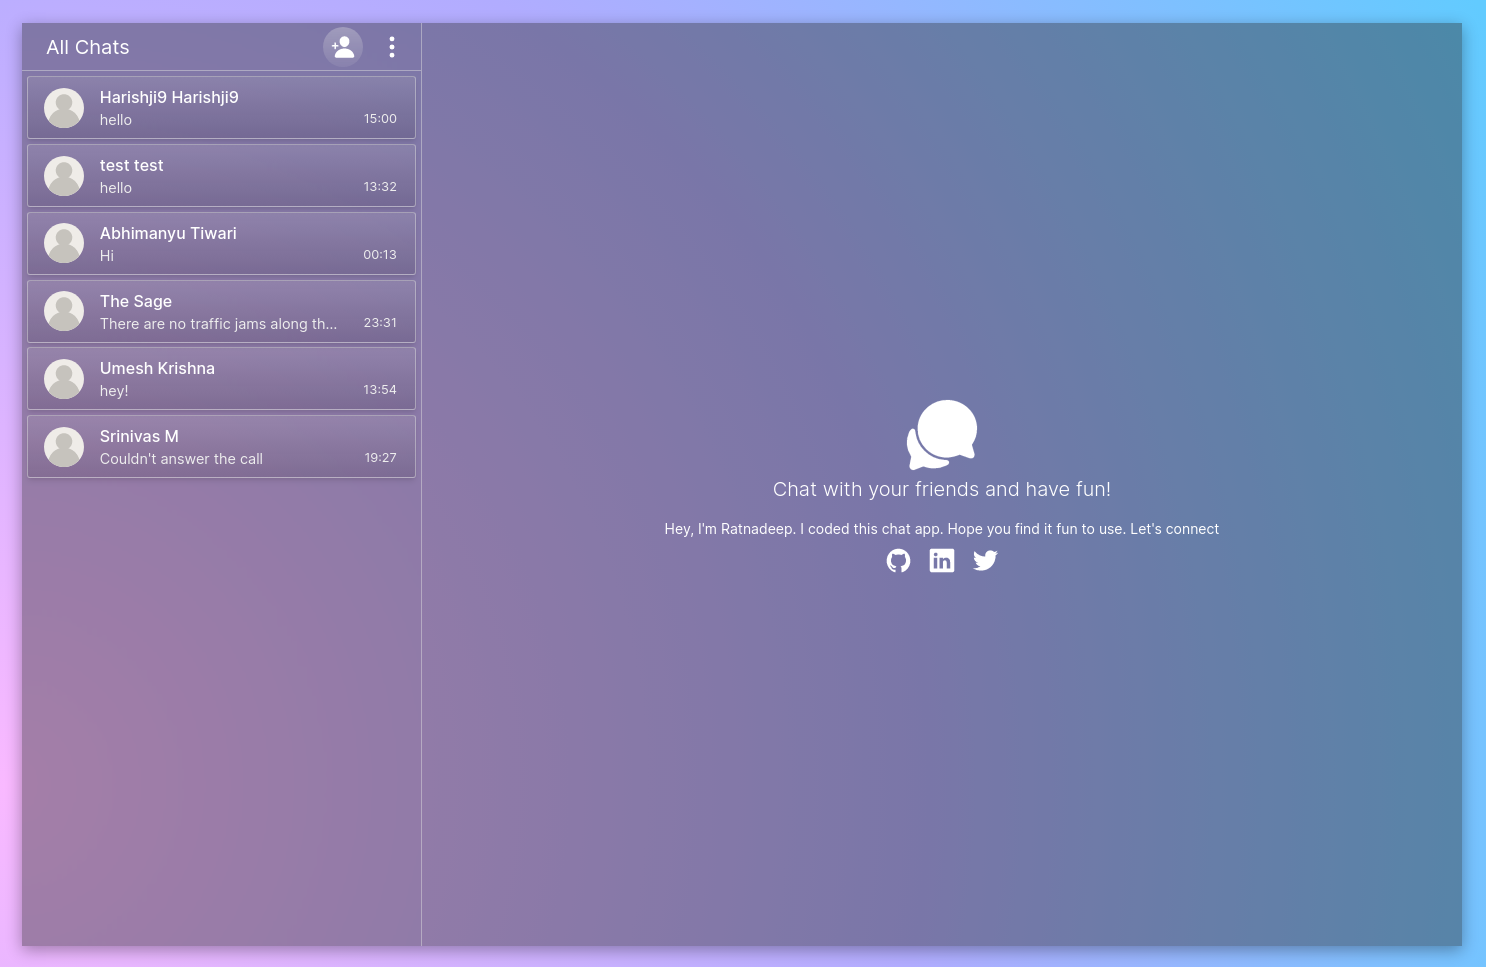 All Chats
Harishji9 Harishji9
hello
15:00
test test
hello
13:32
Abhimanyu Tiwari
Hi
00:13
The Sage
There are no traffic jams along th...
23:31
Umesh Krishna
hey!
13:54
Srinivas M
Couldn't answer the call
19:27
Chat with your friends and have fun!
Hey, I'm Ratnadeep. I coded this chat app. Hope you find it fun to use. Let's connect